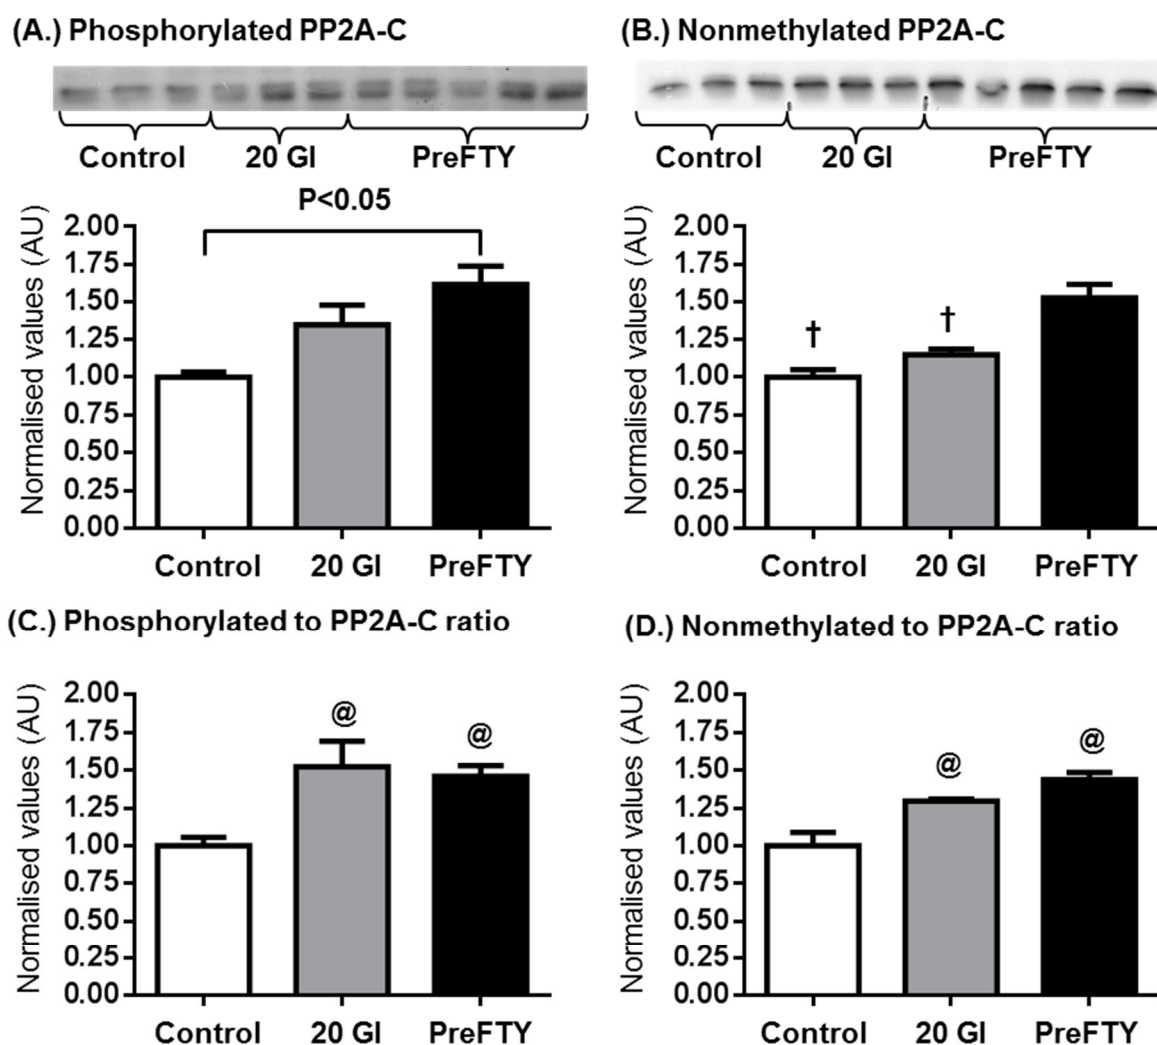 (A.) Phosphorylated PP2A-C
Control 20 GI PreFTY
P<0.05
Normalised values (AU)
2.00
1.75
1.50
1.25
1.00
0.75
0.50
0.25
0.00
Control 20 GI PreFTY
(B.) Nonmethylated PP2A-C
Control 20 GI PreFTY
Normalised values (AU)
2.00
1.75
1.50
1.25
1.00
0.75
0.50
0.25
0.00
† †
Control 20 GI PreFTY
(C.) Phosphorylated to PP2A-C ratio
Normalised values (AU)
2.00
1.75
1.50
1.25
1.00
0.75
0.50
0.25
0.00
@ @
Control 20 GI PreFTY
(D.) Nonmethylated to PP2A-C ratio
Normalised values (AU)
2.00
1.75
1.50
1.25
1.00
0.75
0.50
0.25
0.00
@ @
Control 20 GI PreFTY